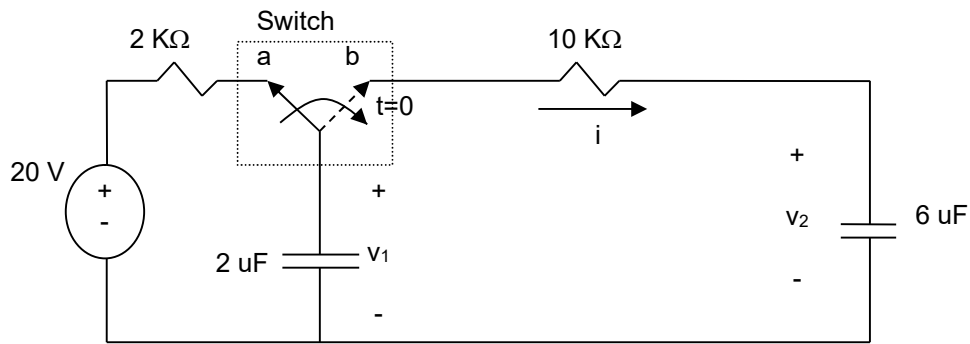 Switch
2 KΩ
a
b
10 KΩ
t=0
i
20 V
+
-
+
v1
-
2 uF
+
v2
-
6 uF